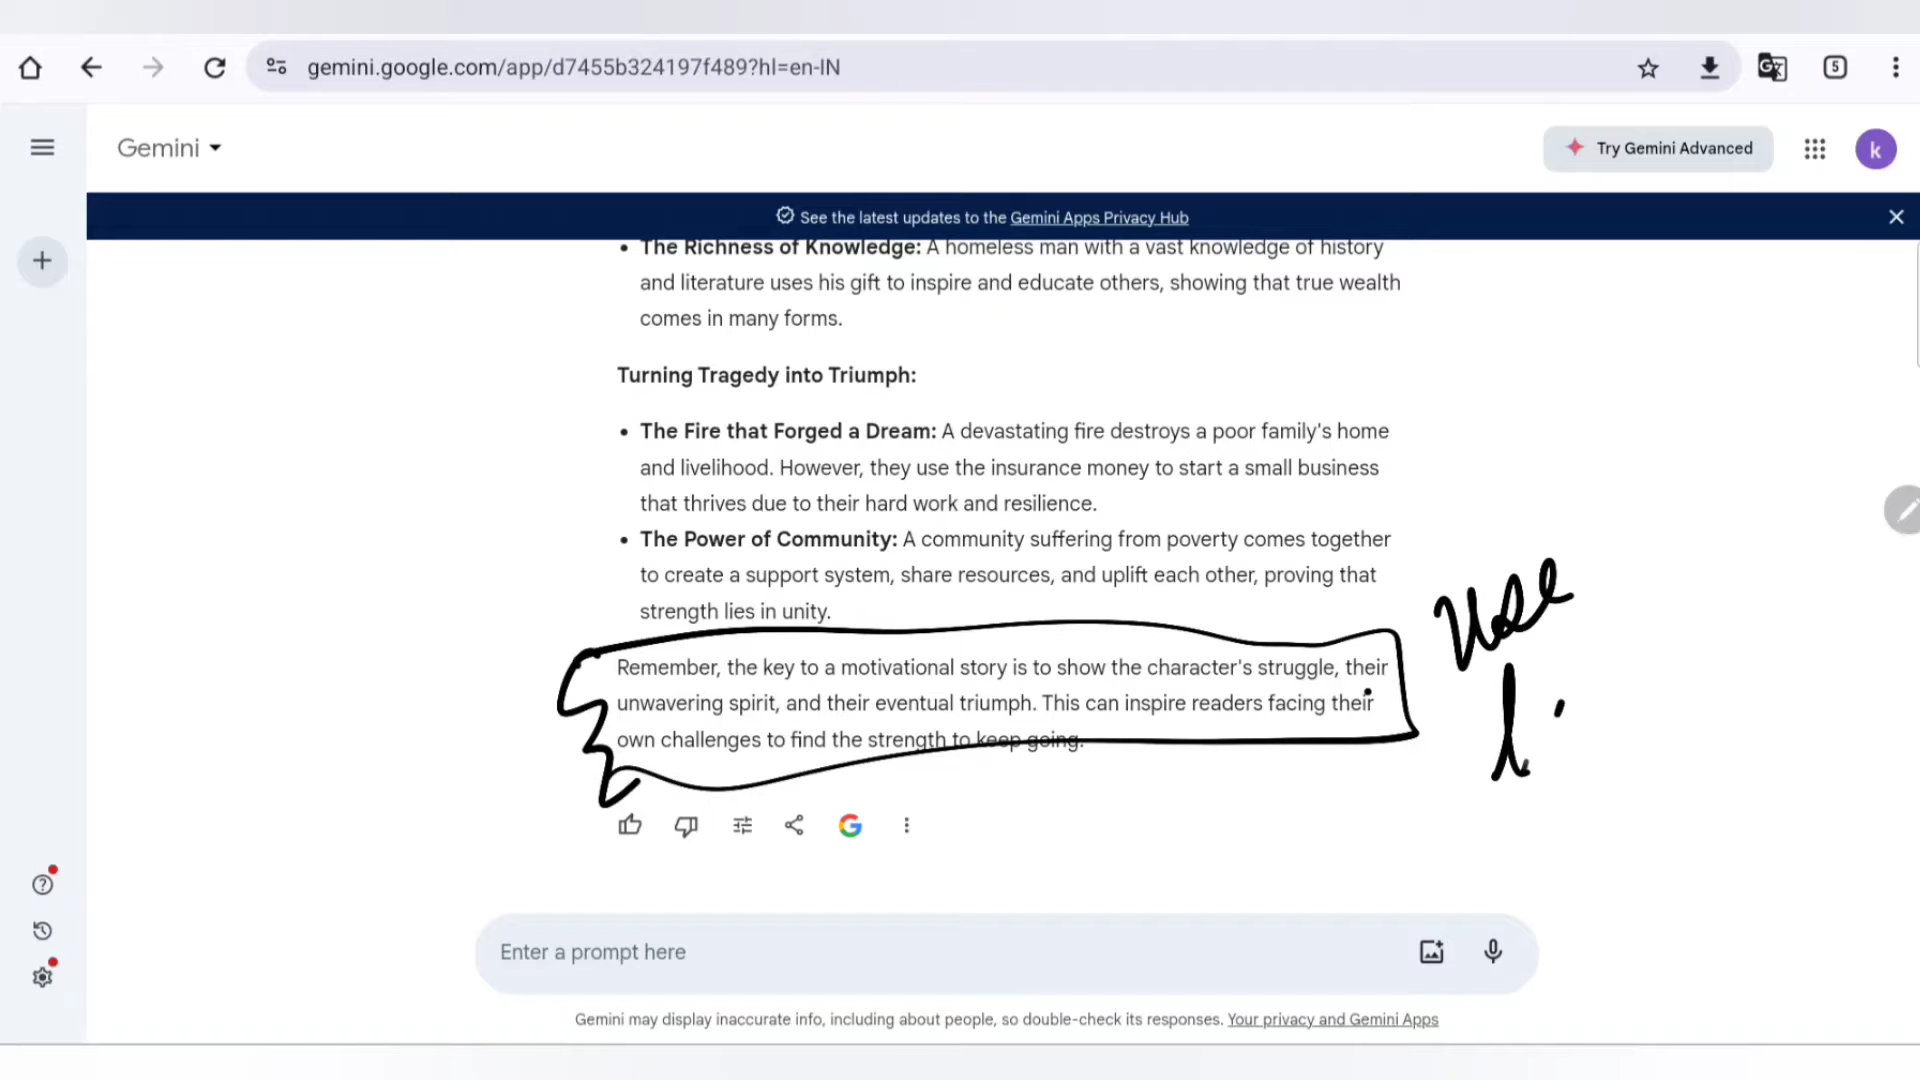 gemini.google.com/app/d7455b324197f489?hl=en-IN
5
Gemini
Try Gemini Advanced
k
See the latest updates to the Gemini Apps Privacy Hub
• The Richness of Knowledge: A homeless man with a vast knowledge of history
and literature uses his gift to inspire and educate others, showing that true wealth
comes in many forms.
Turning Tragedy into Triumph:
• The Fire that Forged a Dream: A devastating fire destroys a poor family's home
and livelihood. However, they use the insurance money to start a small business
that thrives due to their hard work and resilience.
• The Power of Community: A community suffering from poverty comes together
to create a support system, share resources, and uplift each other, proving that
strength lies in unity.
Remember, the key to a motivational story is to show the character's struggle, their
unwavering spirit, and their eventual triumph. This can inspire readers facing their
own challenges to find the strength to keep going.
Use
Enter a prompt here
Gemini may display inaccurate info, including about people, so double-check its responses. Your privacy and Gemini Apps